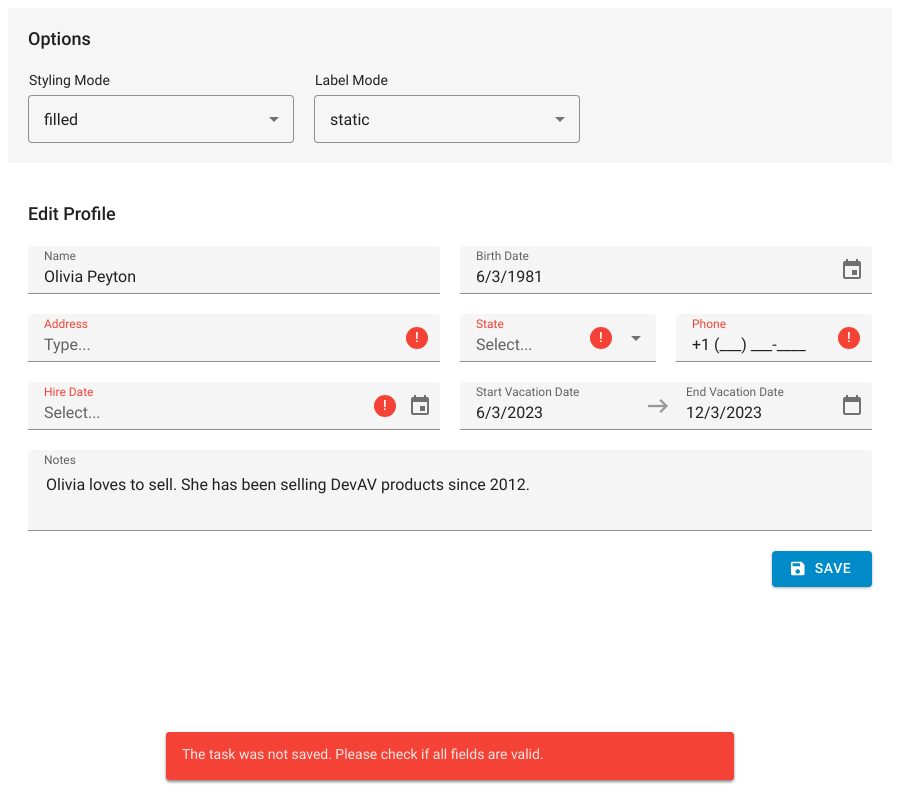 Options
Styling Mode Label Mode
filled static
Edit Profile
Name Birth Date
Olivia Peyton 6/3/1981
Address State Phone
Type... ! Select... ! +1 (___) ___-____ !
Hire Date Start Vacation Date End Vacation Date
Select... ! 6/3/2023 12/3/2023
Notes
Olivia loves to sell. She has been selling DevAV products since 2012.
SAVE
The task was not saved. Please check if all fields are valid.